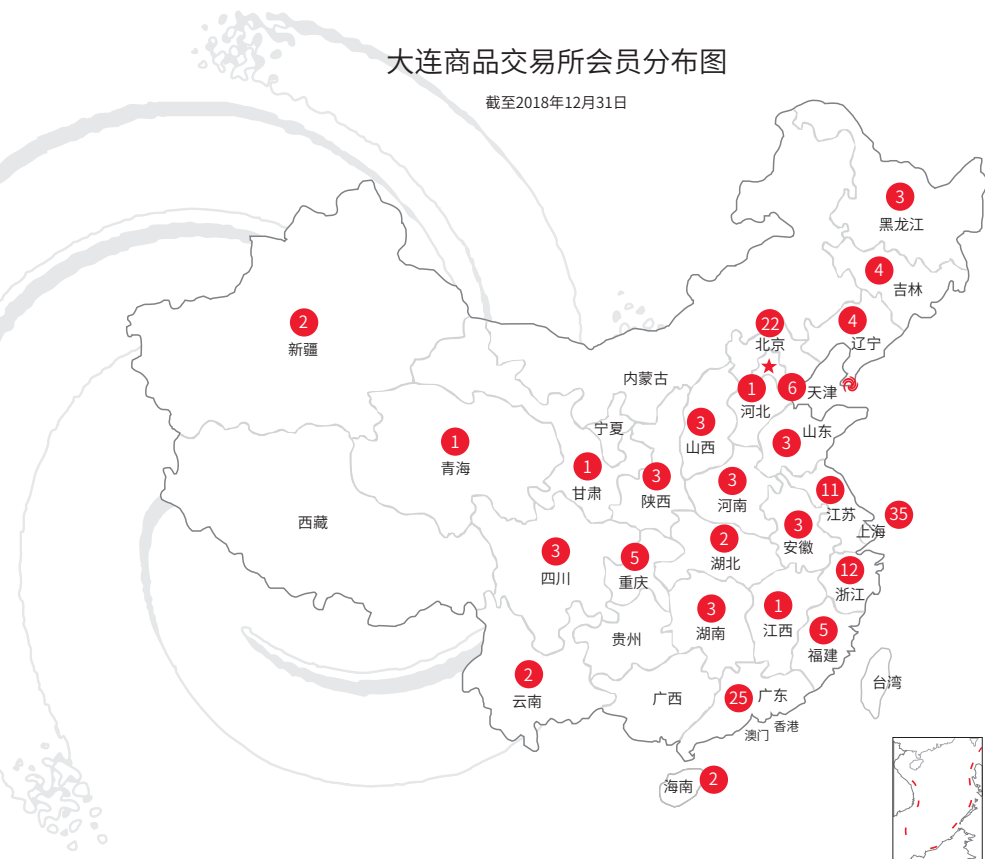 大连商品交易所会员分布图
截至2018年12月31日
3
黑龙江
4
吉林
2
新疆
22
北京
4
辽宁
内蒙古
1
河北
6
天津
3
山西
宁夏
3
山东
1
青海
1
甘肃
3
陕西
3
河南
11
江苏
35
上海
西藏
3
安徽
2
湖北
3
四川
5
重庆
12
浙江
3
湖南
1
江西
5
福建
贵州
2
云南
广西
25
广东
台湾
香港
澳门
海南
2